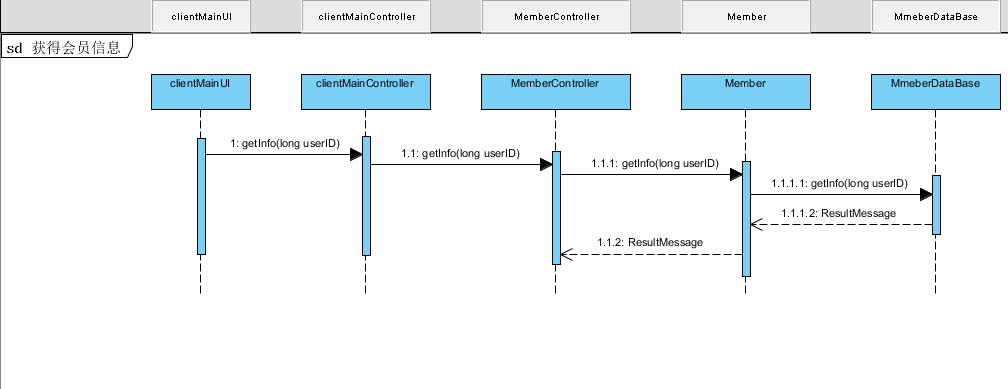 clientMainUI
clientMainController
MemberController
Member
MmeberDataBase
sd 获得会员信息
clientMainUI
clientMainController
MemberController
Member
MmeberDataBase
1: getInfo(long userID)
1.1: getInfo(long userID)
1.1.1: getInfo(long userID)
1.1.1.1: getInfo(long userID)
1.1.1.2: ResultMessage
1.1.2: ResultMessage